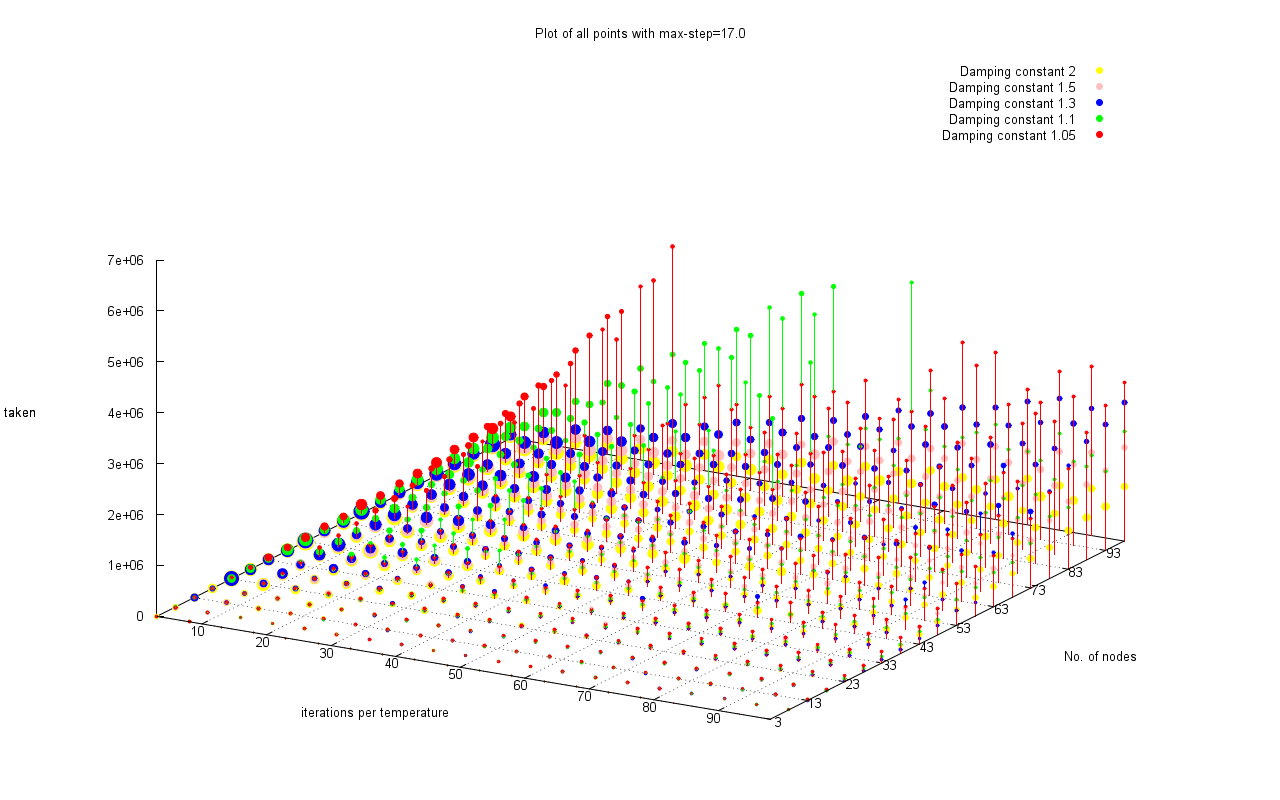 Plot of all points with max-step=17.0
Damping constant 2
Damping constant 1.5
Damping constant 1.3
Damping constant 1.1
Damping constant 1.05
7e+06
6e+06
5e+06
4e+06
3e+06
2e+06
1e+06
0
taken
10
20
30
40
50
60
70
80
90
iterations per temperature
3
13
23
33
43
53
63
73
83
93
No. of nodes